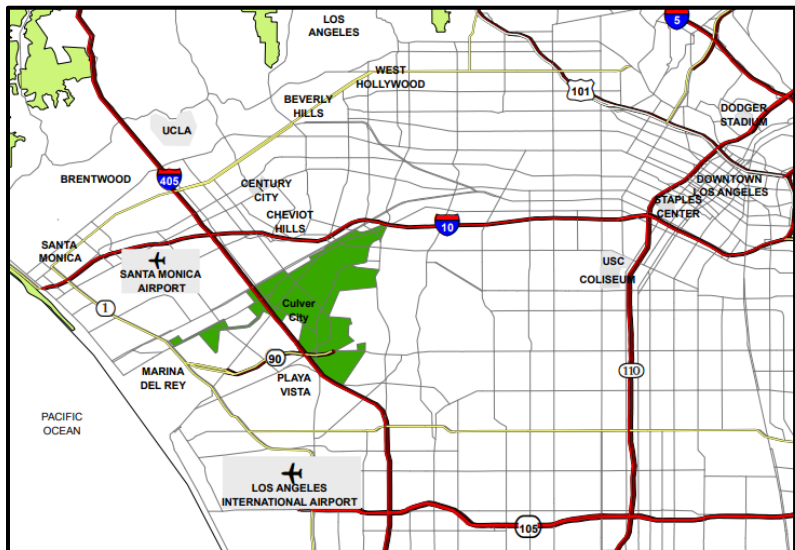 LOS
ANGELES
5
WEST
HOLLYWOOD
101
BEVERLY
HILLS
DODGER
STADIUM
UCLA
BRENTWOOD
405
CENTURY
CITY
DOWNTOWN
LOS ANGELES
STAPLES
CENTER
CHEVIOT
HILLS
10
SANTA
MONICA
SANTA MONICA
AIRPORT
USC
COLISEUM
1
Culver
City
90
MARINA
DEL REY
PLAYA
VISTA
110
PACIFIC
OCEAN
LOS ANGELES
INTERNATIONAL AIRPORT
105